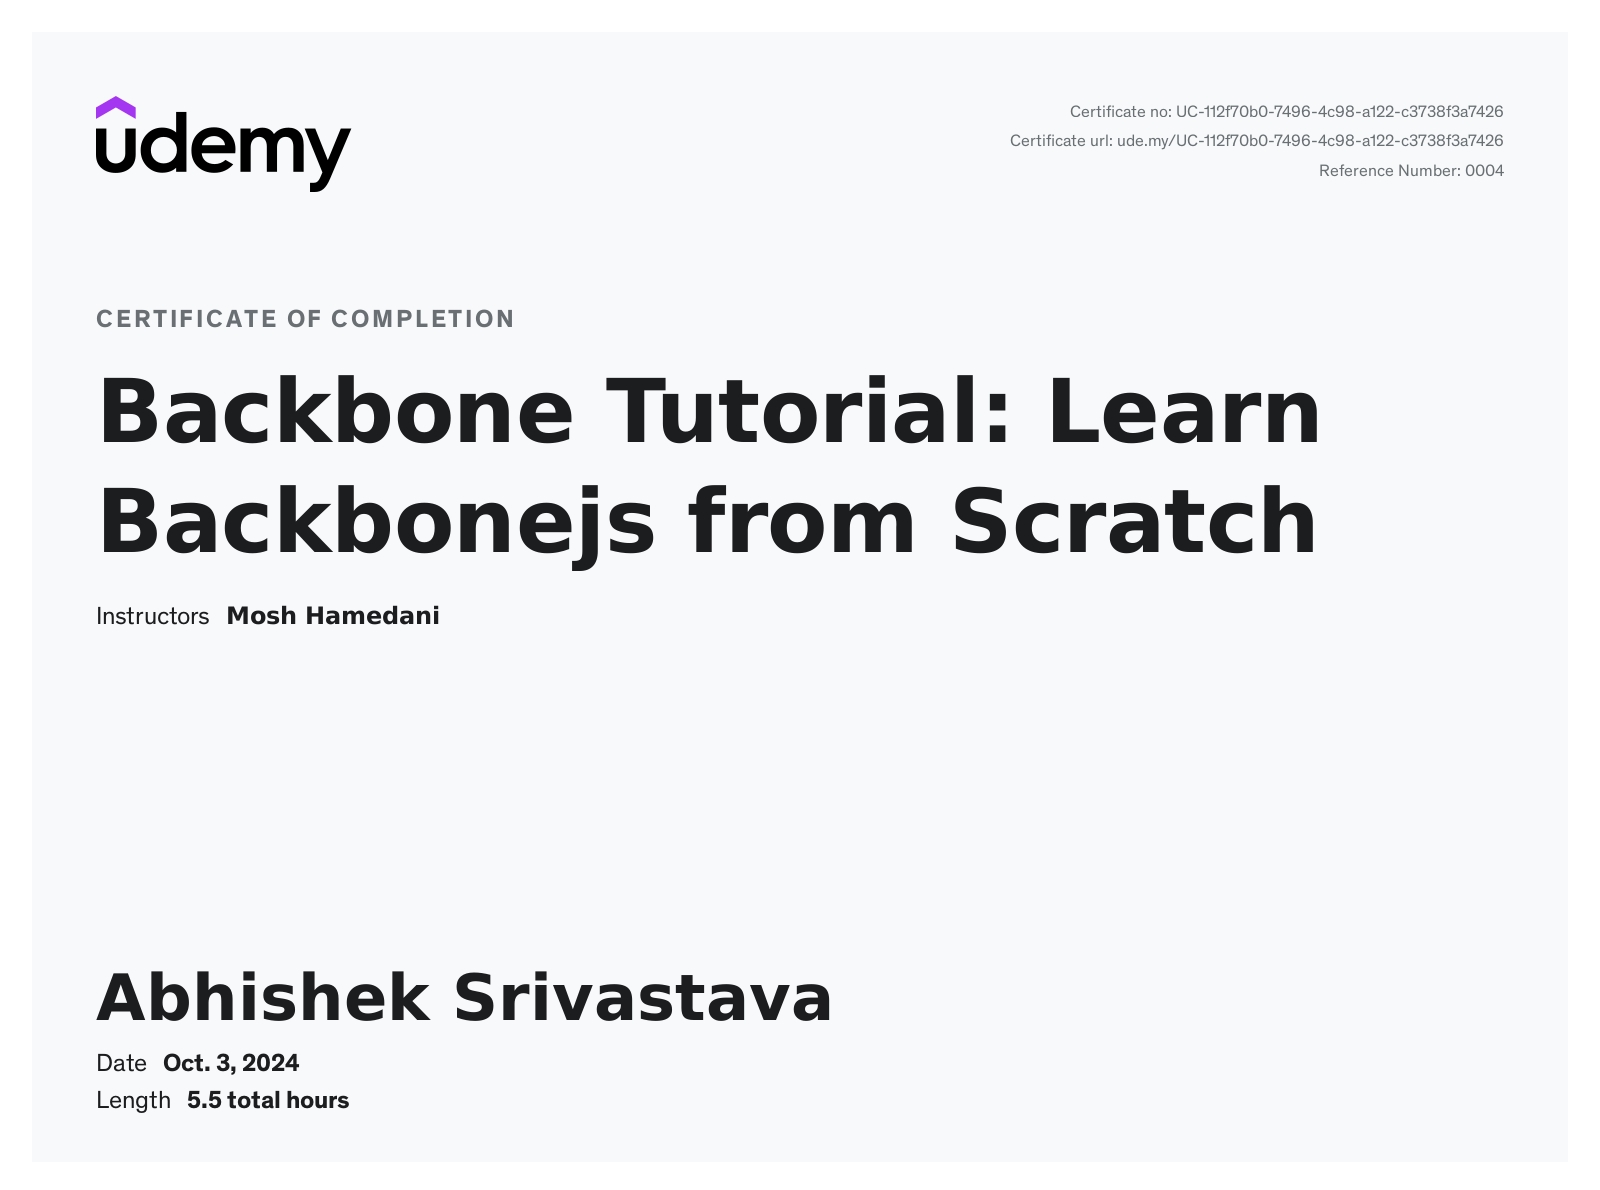 udemy
Certificate no: UC-112f70b0-7496-4c98-a122-c3738f3a7426
Certificate url: ude.my/UC-112f70b0-7496-4c98-a122-c3738f3a7426
Reference Number: 0004
CERTIFICATE OF COMPLETION
Backbone Tutorial: Learn
Backbonejs from Scratch
Instructors Mosh Hamedani
Abhishek Srivastava
Date Oct. 3, 2024
Length 5.5 total hours